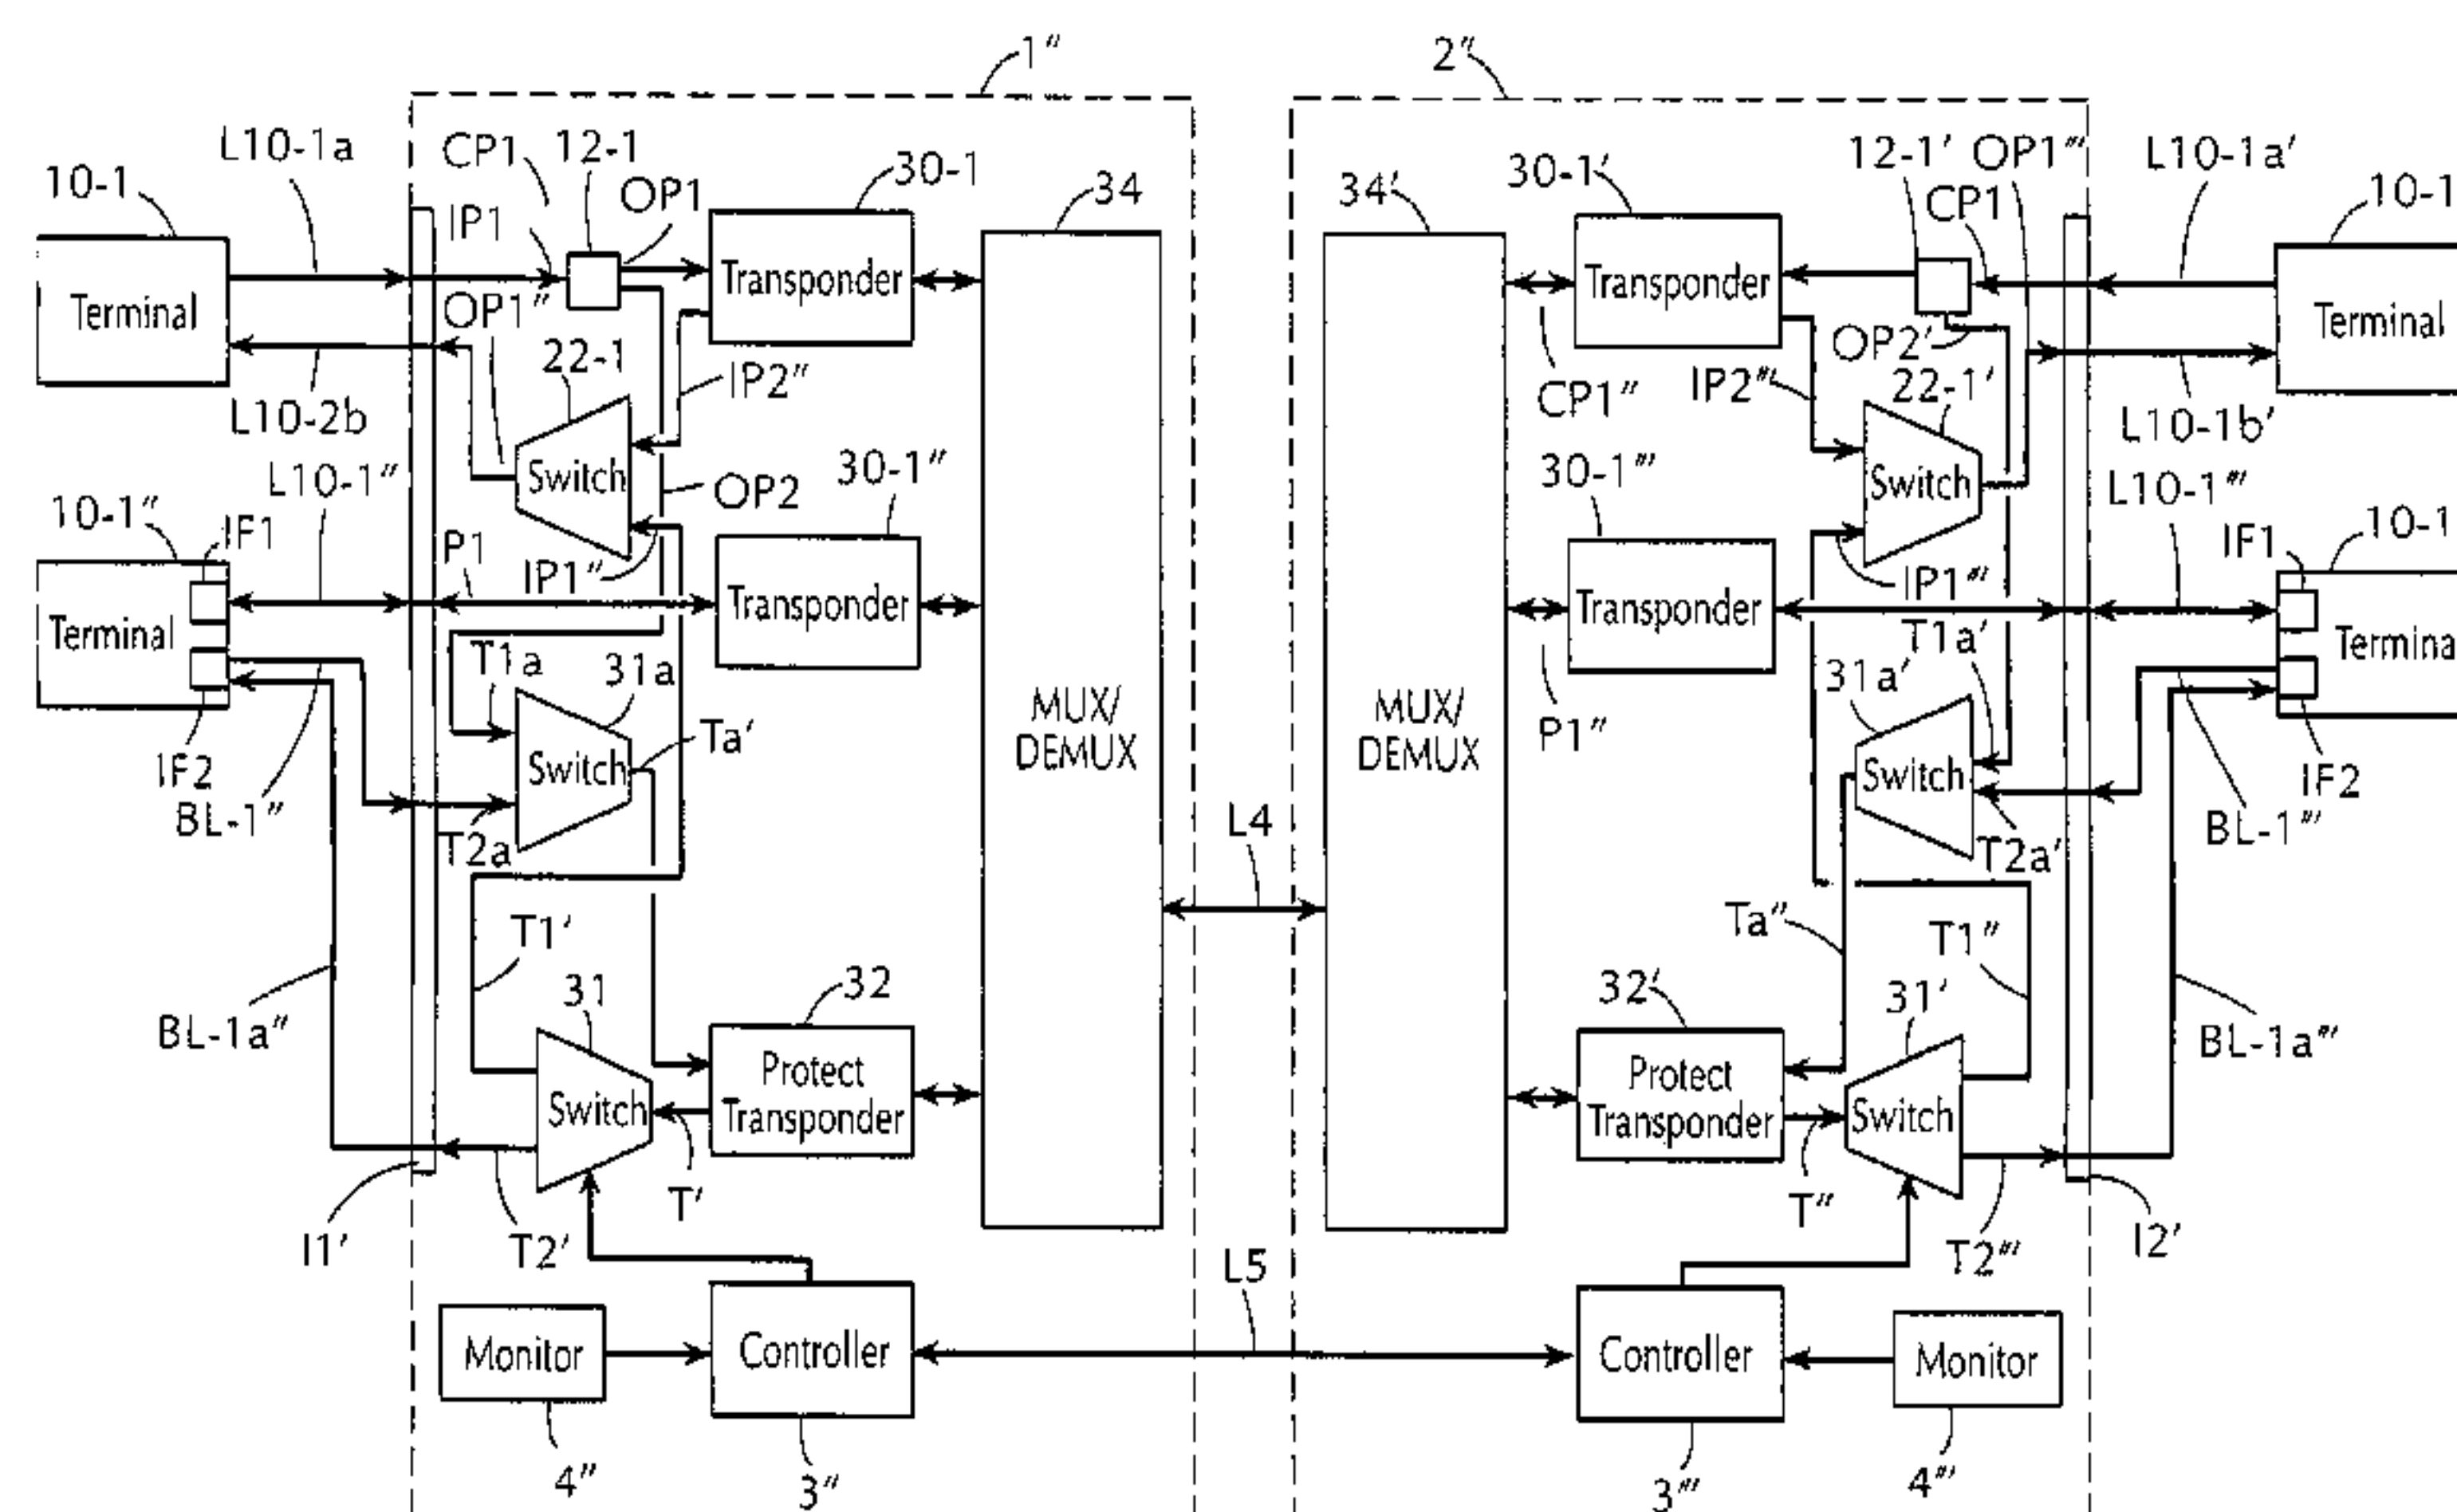 1″
2″
L10-1a
CP1
12-1
10-1
IP1
OP1
30-1
34
34′
30-1′
12-1′
OP1‴
CP1
L10-1a′
10-1
Terminal
Transponder
Transponder
Terminal
OP1″
22-1
IP2″
L10-2b
OP2′
22-1′
IP2‴
CP1″
L10-1b′
Switch
OP2
30-1″
30-1‴
Switch
L10-1″
L10-1‴
10-1″
IF1
P1
IP1″
IP1‴
IF1
10-1
Terminal
Transponder
Transponder
Termina
T1a
31a
T1a′
31a′
Ta′
MUX/
DEMUX
MUX/
DEMUX
P1″
IF2
BL-1″
Switch
T2a
Switch
IF2
BL-1‴
T2a′
L4
T1′
Ta″
T1″
BL-1a″
31
32
32′
31′
BL-1a‴
Switch
Protect
Transponder
Protect
Transponder
Switch
T′
T″
I1′
T2′
L5
T2‴
I2′
Monitor
Controller
Controller
Monitor
4″
3″
3‴
4‴